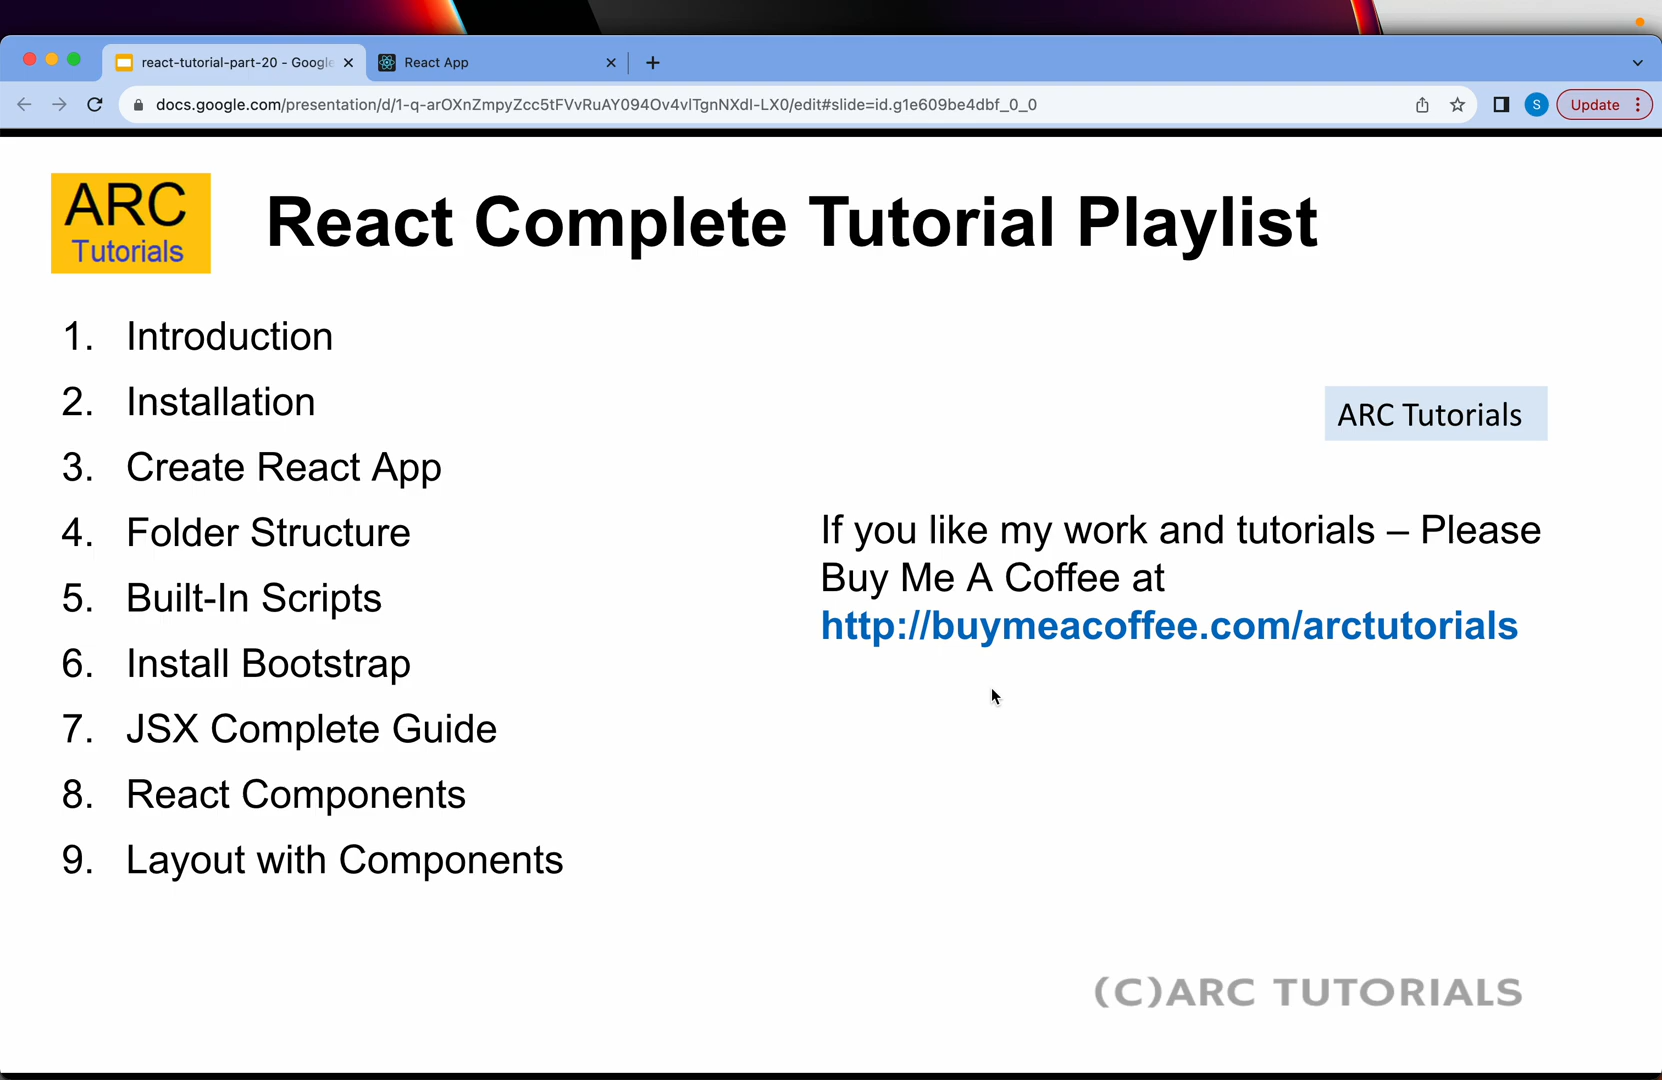 react-tutorial-part-20 - Google
React App
docs.google.com/presentation/d/1-q-arOXnZmpyZcc5tFVvRuAY094Ov4vlTgnNXdI-LX0/edit#slide=id.g1e609be4dbf_0_0
S
Update
ARC
Tutorials
React Complete Tutorial Playlist
1. Introduction
2. Installation
3. Create React App
4. Folder Structure
5. Built-In Scripts
6. Install Bootstrap
7. JSX Complete Guide
8. React Components
9. Layout with Components
ARC Tutorials
If you like my work and tutorials – Please
Buy Me A Coffee at
http://buymeacoffee.com/arctutorials
(C)ARC TUTORIALS